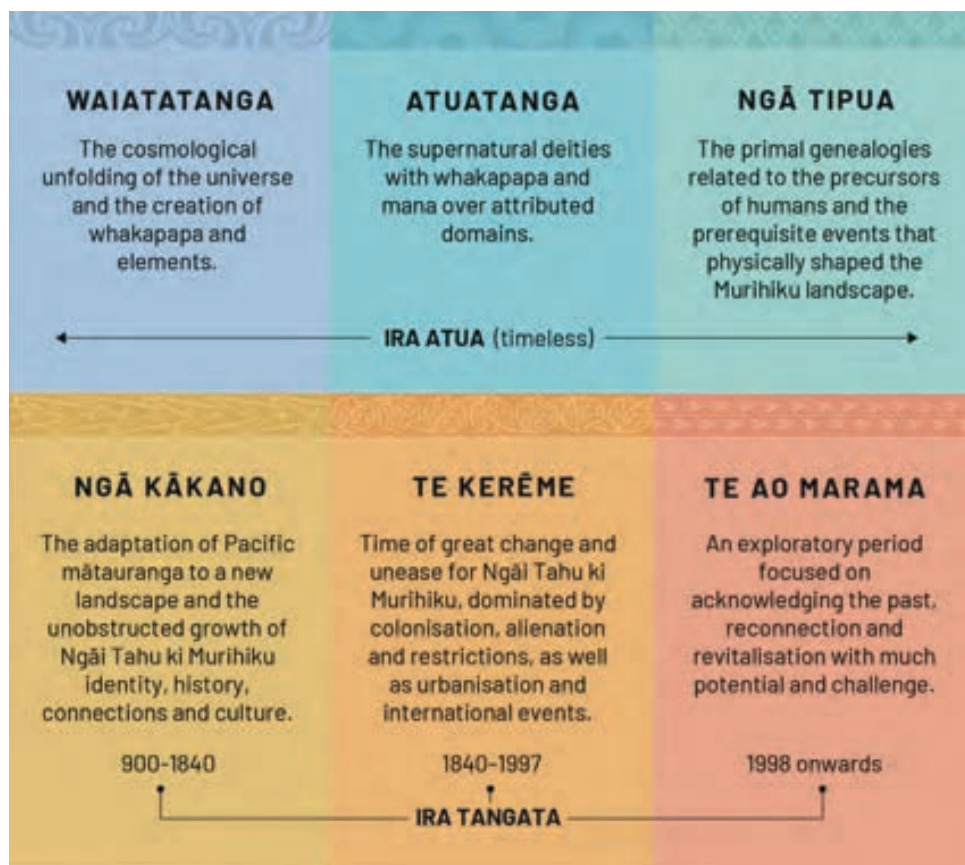 WAIATATANGA
The cosmological
unfolding of the universe
and the creation of
whakapapa and
elements.
ATUATANGA
The supernatural deities
with whakapapa and
mana over attributed
domains.
NGĀ TIPUA
The primal genealogies
related to the precursors
of humans and the
prerequisite events that
physically shaped the
Murihiku landscape.
IRA ATUA (timeless)
NGĀ KĀKANO
The adaptation of Pacific
mātauranga to a new
landscape and the
unobstructed growth of
Ngāi Tahu ki Murihiku
identity, history,
connections and culture.
900-1840
TE KERĒME
Time of great change and
unease for Ngāi Tahu ki
Murihiku, dominated by
colonisation, alienation
and restrictions, as well
as urbanisation and
international events.
1840-1997
TE AO MARAMA
An exploratory period
focused on
acknowledging the past,
reconnection and
revitalisation with much
potential and challenge.
1998 onwards
IRA TANGATA